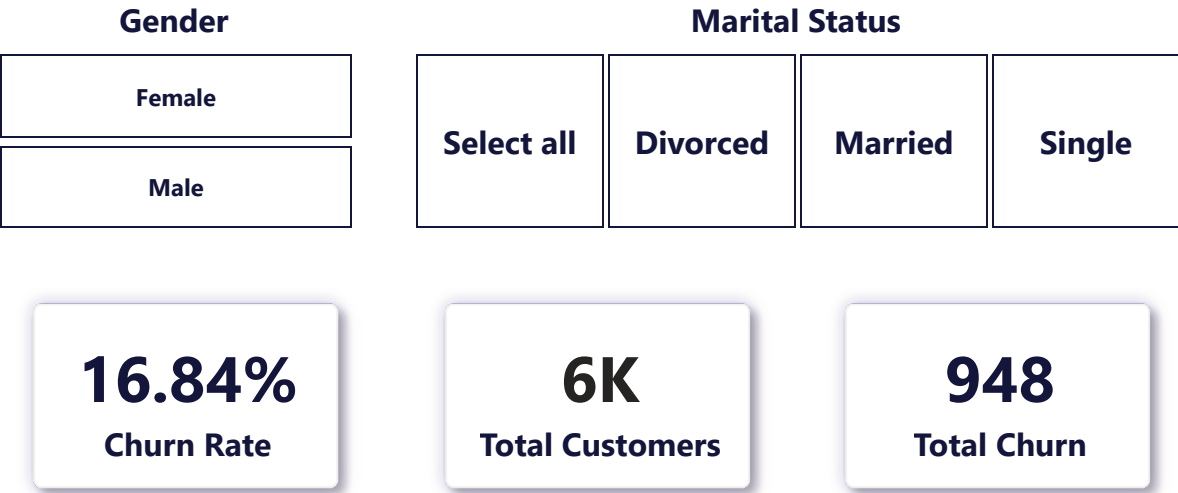 Gender
Marital Status
Female
Male
Select all
Divorced
Married
Single
16.84%
Churn Rate
6K
Total Customers
948
Total Churn